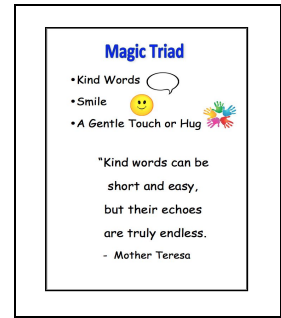 Magic Triad
•Kind Words
•Smile
•A Gentle Touch or Hug
"Kind words can be
short and easy,
but their echoes
are truly endless.
- Mother Teresa